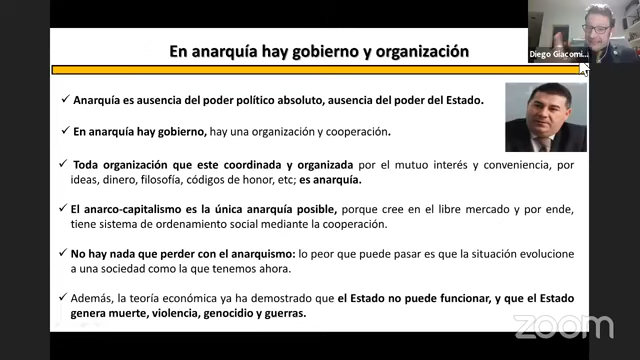 En anarquía hay gobierno y organización
Diego Giacomi...
✓ Anarquía es ausencia del poder político absoluto, ausencia del poder del Estado.
✓ En anarquía hay gobierno, hay una organización y cooperación.
✓ Toda organización que este coordinada y organizada por el mutuo interés y conveniencia, por
ideas, dinero, filosofía, códigos de honor, etc; es anarquía.
✓ El anarco-capitalismo es la única anarquía posible, porque cree en el libre mercado y por ende,
tiene sistema de ordenamiento social mediante la cooperación.
✓ No hay nada que perder con el anarquismo: lo peor que puede pasar es que la situación evolucione
a una sociedad como la que tenemos ahora.
✓ Además, la teoría económica ya ha demostrado que el Estado no puede funcionar, y que el Estado
genera muerte, violencia, genocidio y guerras.
zoom